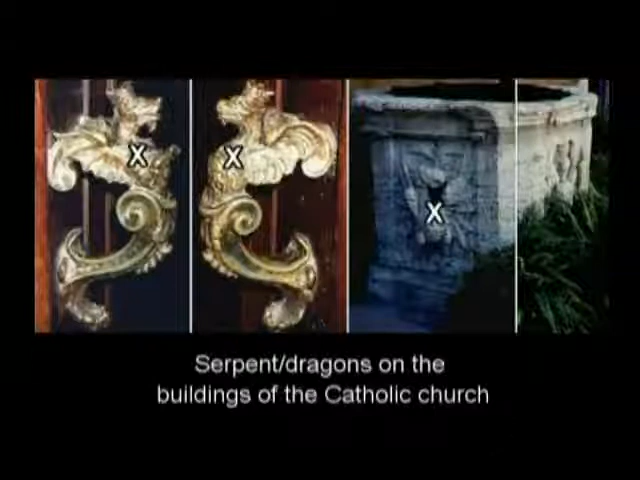 X X X
Serpent/dragons on the
buildings of the Catholic church